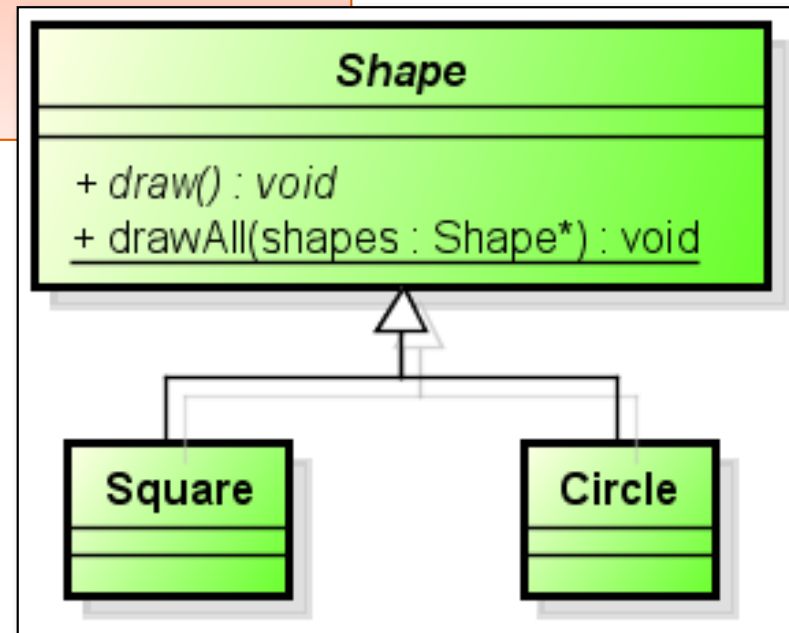 Shape
+ draw() : void
+ drawAll(shapes : Shape*) : void
Square
Circle